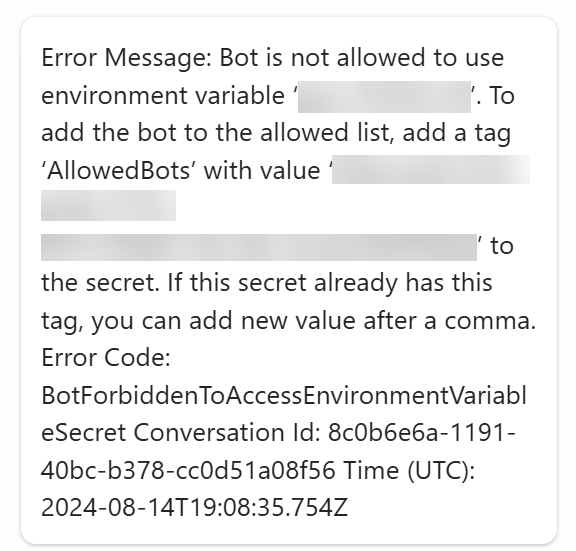 Error Message: Bot is not allowed to use
environment variable ‘ ’. To
add the bot to the allowed list, add a tag
‘AllowedBots’ with value ‘
’ to
the secret. If this secret already has this
tag, you can add new value after a comma.
Error Code:
BotForbiddenToAccessEnvironmentVariabl
eSecret Conversation Id: 8c0b6e6a-1191-
40bc-b378-cc0d51a08f56 Time (UTC):
2024-08-14T19:08:35.754Z